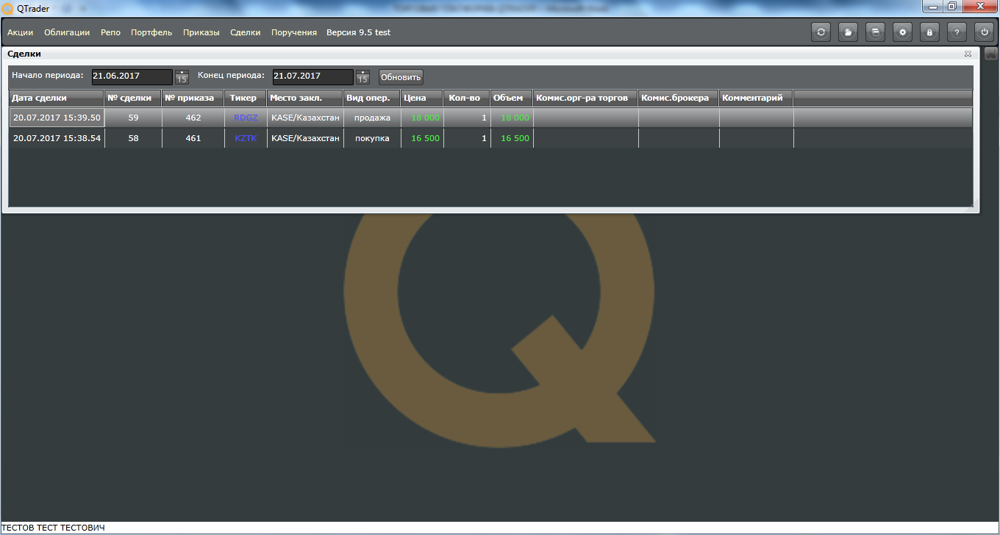 QTrader
Акции Облигации Репо Портфель Приказы Сделки Поручения Версия 9.5 test ?
Сделки
Начало периода: 21.06.2017 15 Конец периода: 21.07.2017 15 Обновить
Дата сделки № сделки № приказа Тикер Место закл. Вид опер. Цена Кол-во Объем Комис.орг-ра торгов Комис.брокера Комментарий
20.07.2017 15:39.50 59 462 RDGZ KASE/Казахстан продажа 18 000 1 18 000
20.07.2017 15:38.54 58 461 KZTK KASE/Казахстан покупка 16 500 1 16 500
ТЕСТОВ ТЕСТ ТЕСТОВИЧ